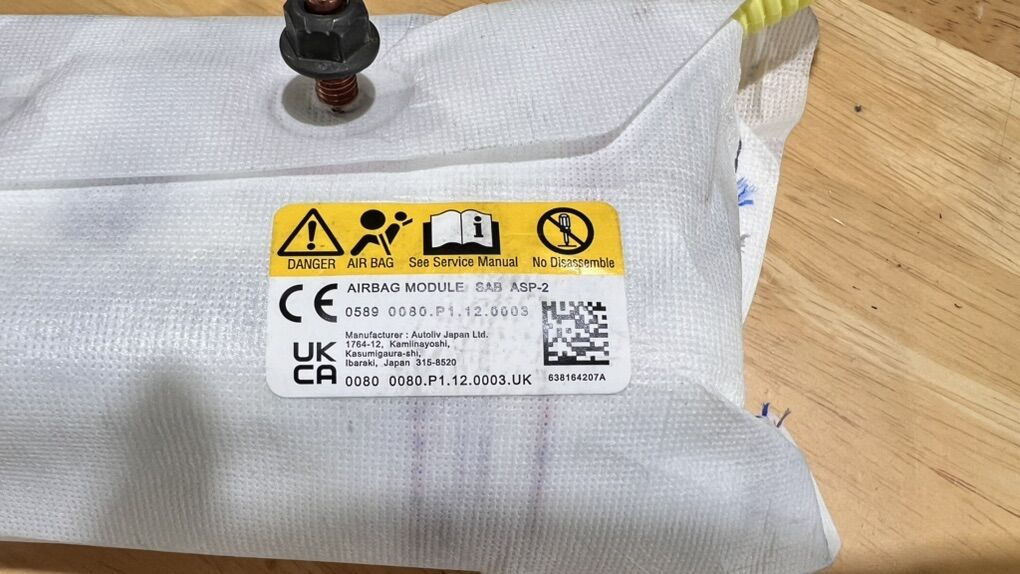 DANGER AIR BAG See Service Manual No Disassemble
CE AIRBAG MODULE SAB ASP-2
0589 0080.P1.12.0003
Manufacturer : Autoliv Japan Ltd.
1764-12, Kamiinayoshi,
Kasumigaura-shi,
Ibaraki, Japan 315-8520
UK
CA
0080 0080.P1.12.0003.UK
638164207A